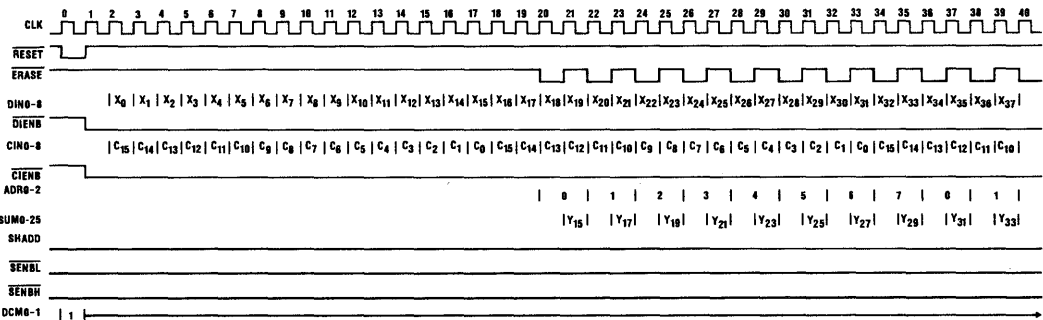 0 1 2 3 4 5 6 7 8 9 10 11 12 13 14 15 16 17 18 19 20 21 22 23 24 25 26 27 28 29 30 31 32 33 34 35 36 37 38 39 40
CLK
RESET
ERASE
DIN0-8 | X0 | X1 | X2 | X3 | X4 | X5 | X6 | X7 | X8 | X9 | X10 | X11 | X12 | X13 | X14 | X15 | X16 | X17 | X18 | X19 | X20 | X21 | X22 | X23 | X24 | X25 | X26 | X27 | X28 | X29 | X30 | X31 | X32 | X33 | X34 | X35 | X36 | X37 |
DIENB
CIN0-8 | C15 | C14 | C13 | C12 | C11 | C10 | C9 | C8 | C7 | C6 | C5 | C4 | C3 | C2 | C1 | C0 | C15 | C14 | C13 | C12 | C11 | C10 | C9 | C8 | C7 | C6 | C5 | C4 | C3 | C2 | C1 | C0 | C15 | C14 | C13 | C12 | C11 | C10 |
CIENB
ADR0-2 | 0 | 1 | 2 | 3 | 4 | 5 | 6 | 7 | 0 | 1 |
SUM0-25 | Y15 | | Y17 | | Y19 | | Y21 | | Y23 | | Y25 | | Y27 | | Y29 | | Y31 | | Y33 |
SHADD
SENBL
SENBH
DCM0-1 | 1 |